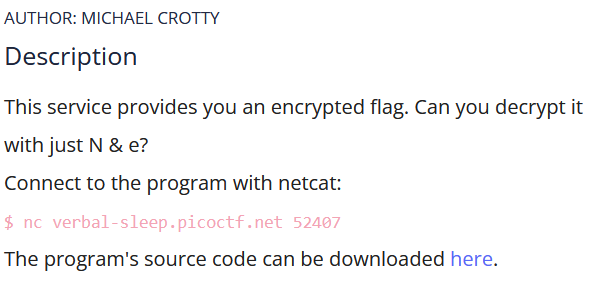 AUTHOR: MICHAEL CROTTY
Description
This service provides you an encrypted flag. Can you decrypt it
with just N & e?
Connect to the program with netcat:
$ nc verbal-sleep.picoctf.net 52407
The program's source code can be downloaded here.